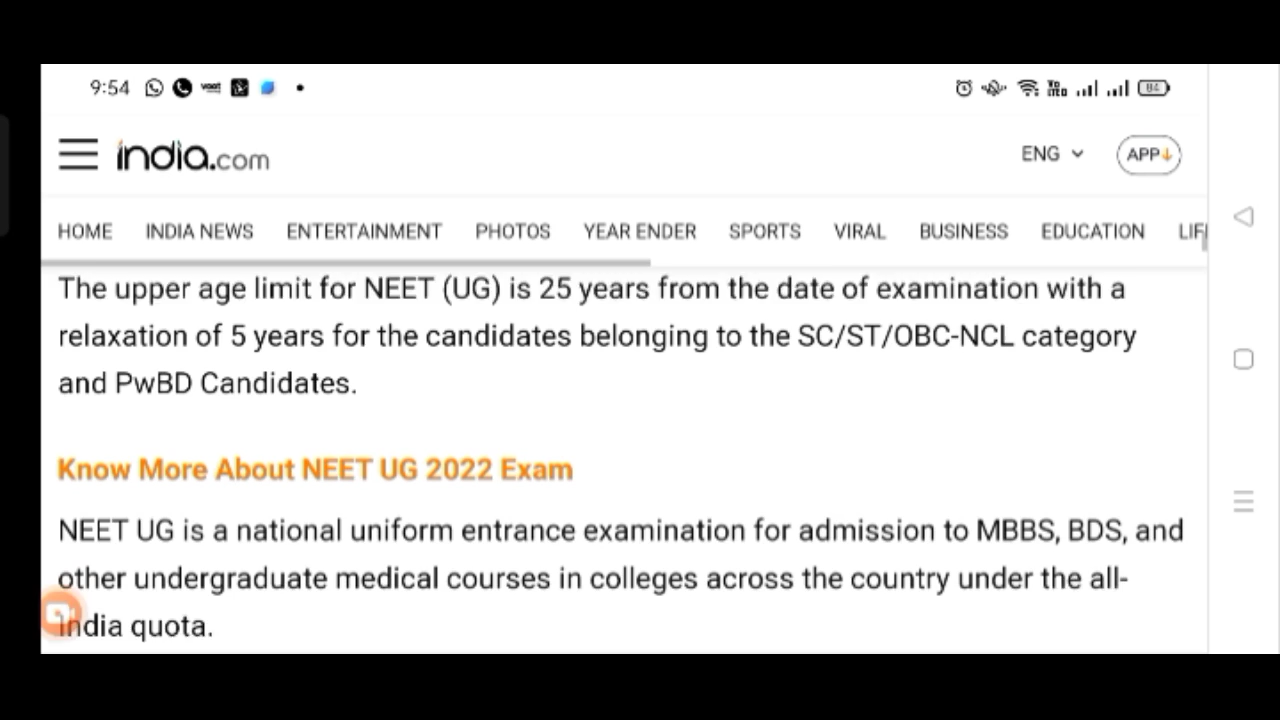 9:54
84
india.com
ENG
APP
HOME INDIA NEWS ENTERTAINMENT PHOTOS YEAR ENDER SPORTS VIRAL BUSINESS EDUCATION
The upper age limit for NEET (UG) is 25 years from the date of examination with a
relaxation of 5 years for the candidates belonging to the SC/ST/OBC-NCL category
and PwBD Candidates.
Know More About NEET UG 2022 Exam
NEET UG is a national uniform entrance examination for admission to MBBS, BDS, and
other undergraduate medical courses in colleges across the country under the all-
India quota.